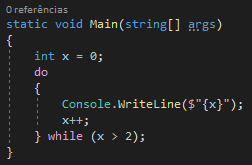 0 referências
static void Main(string[] args)
{
    int x = 0;
    do
    {
        Console.WriteLine($"{x}");
        x++;
    } while (x > 2);
}